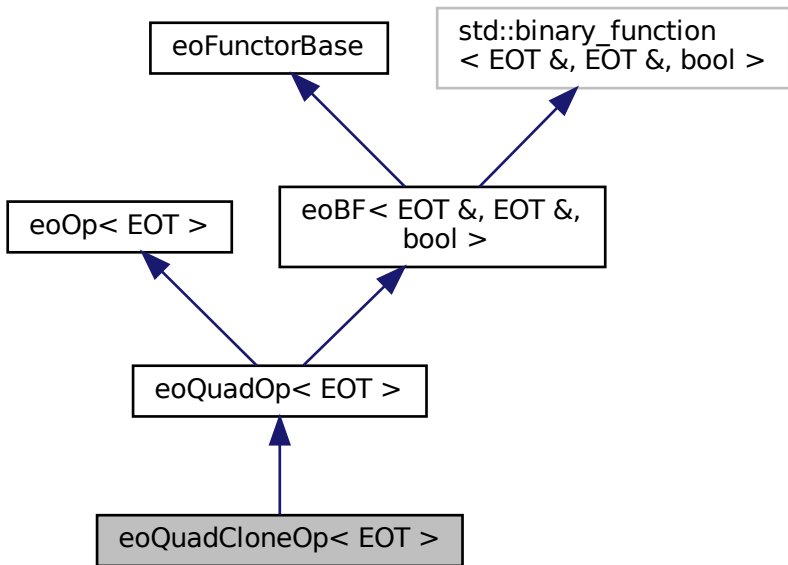 eoFunctorBase
std::binary_function
< EOT &, EOT &, bool >
eoOp< EOT >
eoBF< EOT &, EOT &,
bool >
eoQuadOp< EOT >
eoQuadCloneOp< EOT >